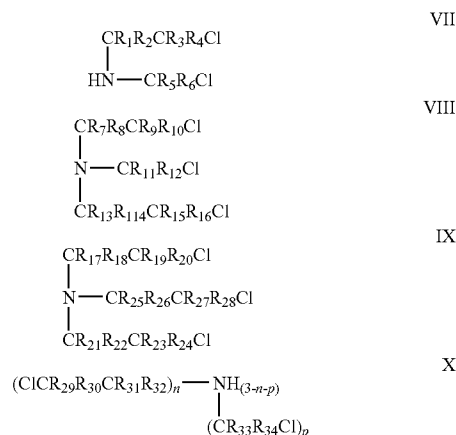 VII
CR₁R₂CR₃R₄Cl
HN—CR₅R₆Cl
VIII
CR₇R₈CR₉R₁₀Cl
N—CR₁₁R₁₂Cl
CR₁₃R₁₁₄CR₁₅R₁₆Cl
IX
CR₁₇R₁₈CR₁₉R₂₀Cl
N—CR₂₅R₂₆CR₂₇R₂₈Cl
CR₂₁R₂₂CR₂₃R₂₄Cl
X
(ClCR₂₉R₃₀CR₃₁R₃₂)ₙ—NH₍₃₋ₙ₋ₚ₎
(CR₃₃R₃₄Cl)ₚ